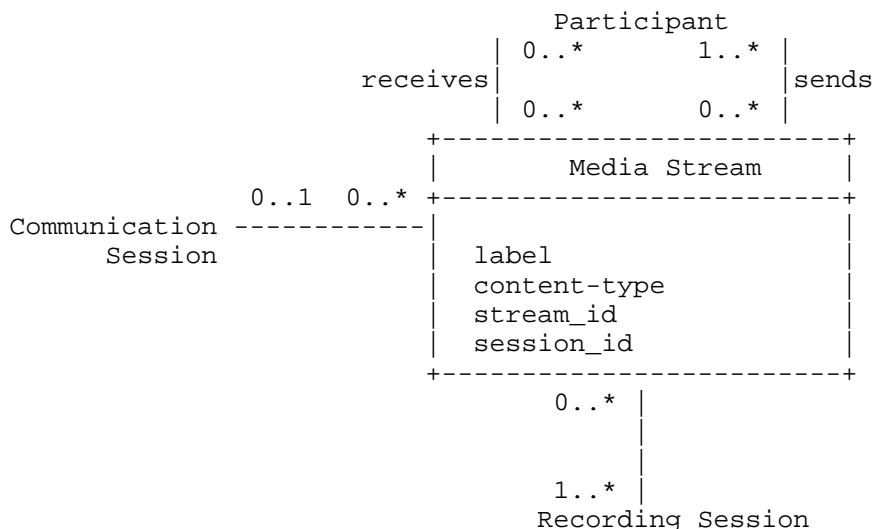 Participant
| 0..* 1..* |
receives| |sends
| 0..* 0..* |
+-------------------------+
| Media Stream |
0..1 0..* +-------------------------+
Communication ------------| |
Session | label |
| content-type |
| stream_id |
| session_id |
+-------------------------+
0..* |
|
|
1..* |
Recording Session